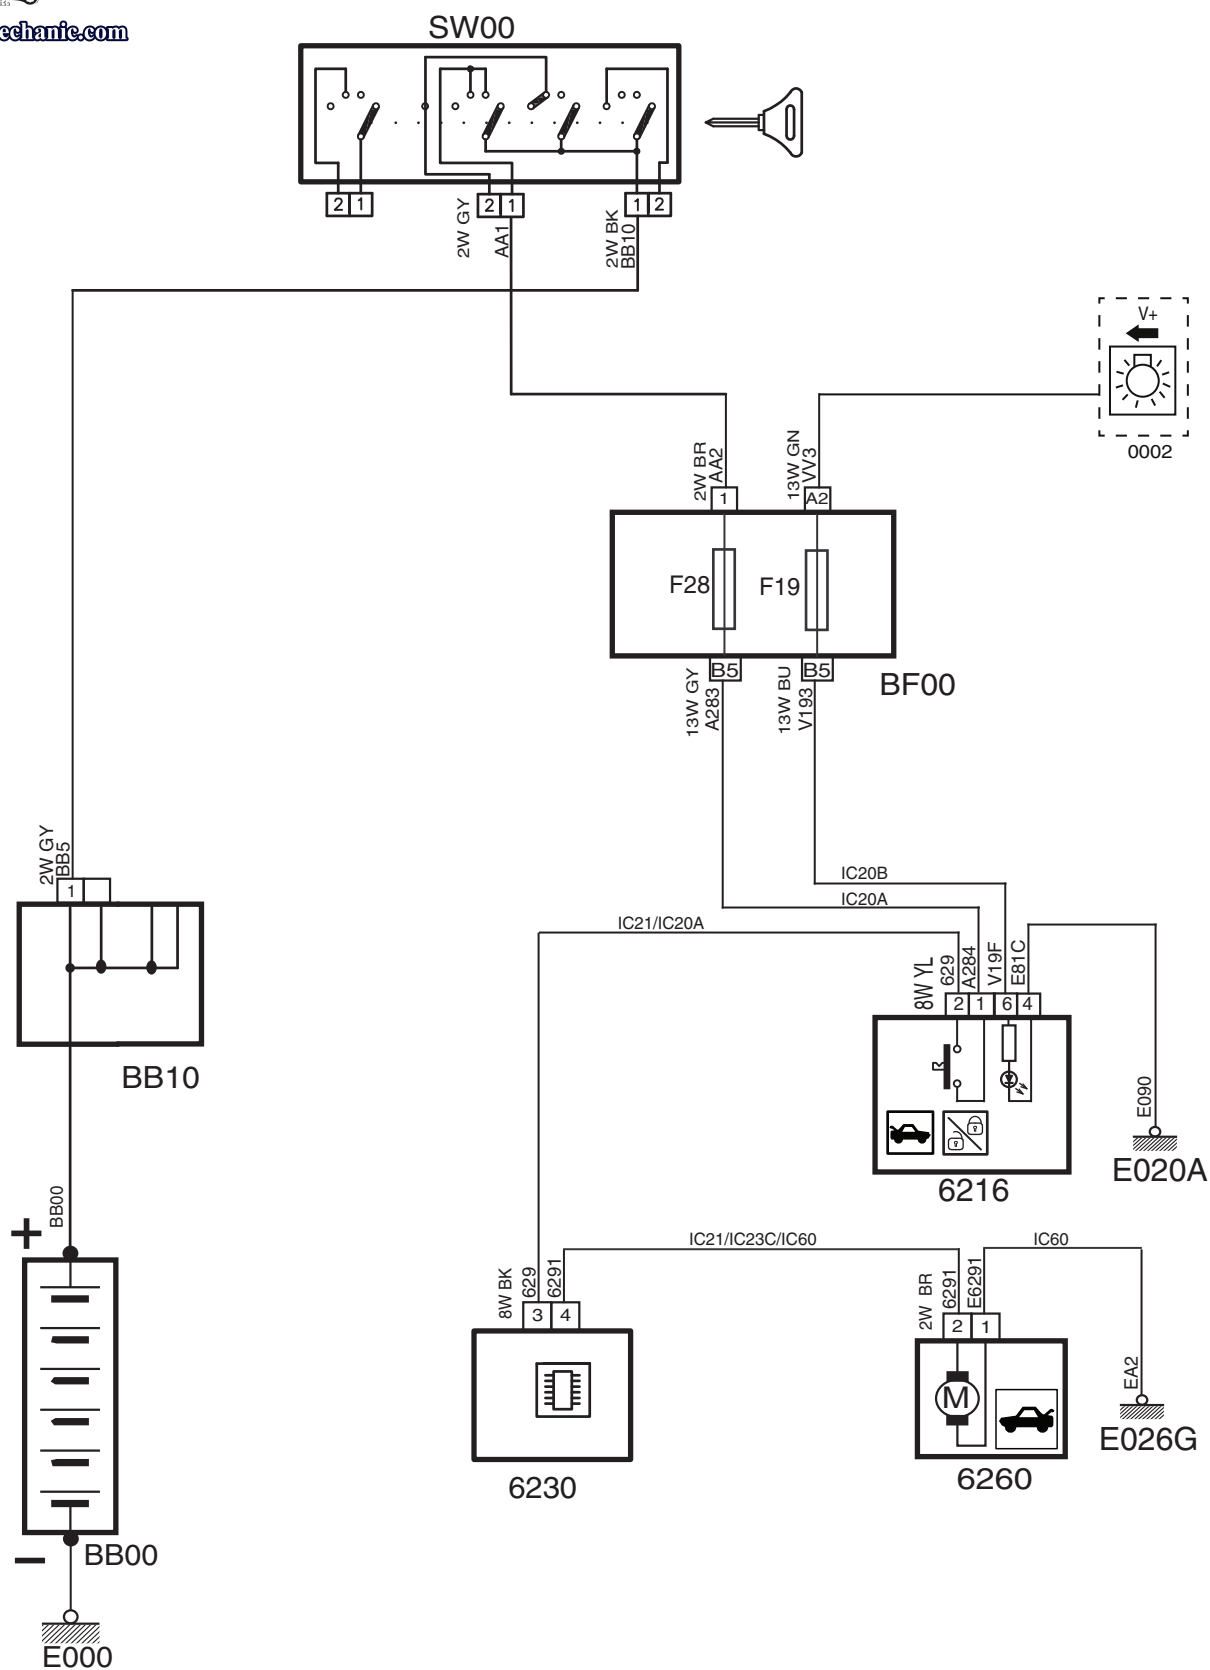 echanic.com
SW00
2 1
2 1
1 2
2W GY
AA1
2W BK
BB10
V+
0002
2W BR
AA2
13W GN
VV3
1
A2
F28
F19
B5
B5
BF00
13W GY
A283
13W BU
V193
2W GY
BB5
1
IC20B
IC20A
IC21/IC20A
8W YL
629
A284
V19F
E81C
2 1 6 4
BB10
E090
E020A
6216
BB00
+
IC21/IC23C/IC60
IC60
8W BK
629
6291
3 4
2W BR
6291
E6291
2 1
M
EA2
E026G
6230
6260
–
BB00
E000